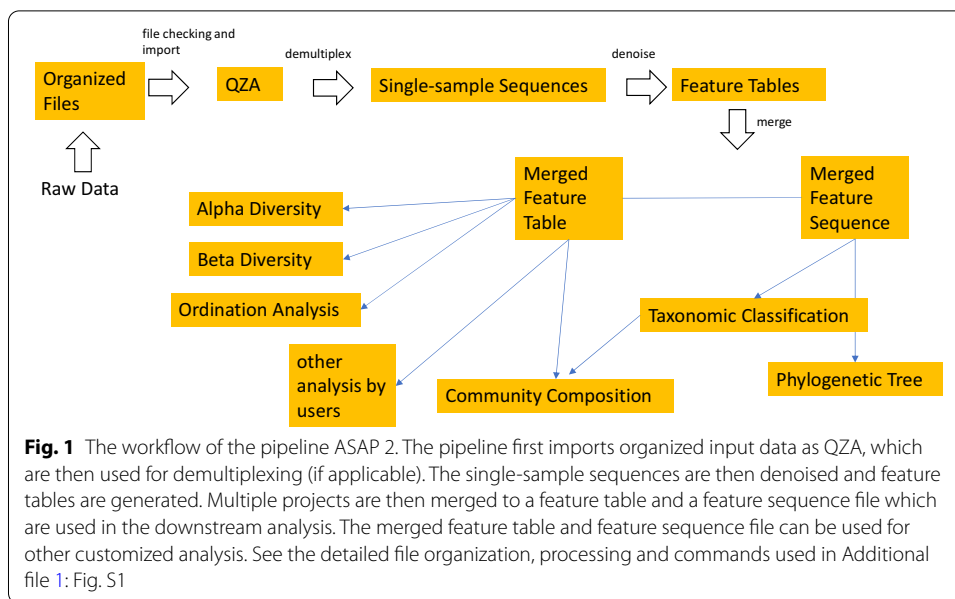 file checking and
import
demultiplex
denoise
Organized
Files
QZA
Single-sample Sequences
Feature Tables
merge
Raw Data
Merged
Feature
Table
Merged
Feature
Sequence
Alpha Diversity
Beta Diversity
Ordination Analysis
Taxonomic Classification
other
analysis by
users
Community Composition
Phylogenetic Tree
Fig. 1 The workflow of the pipeline ASAP 2. The pipeline first imports organized input data as QZA, which
are then used for demultiplexing (if applicable). The single-sample sequences are then denoised and feature
tables are generated. Multiple projects are then merged to a feature table and a feature sequence file which
are used in the downstream analysis. The merged feature table and feature sequence file can be used for
other customized analysis. See the detailed file organization, processing and commands used in Additional
file 1: Fig. S1